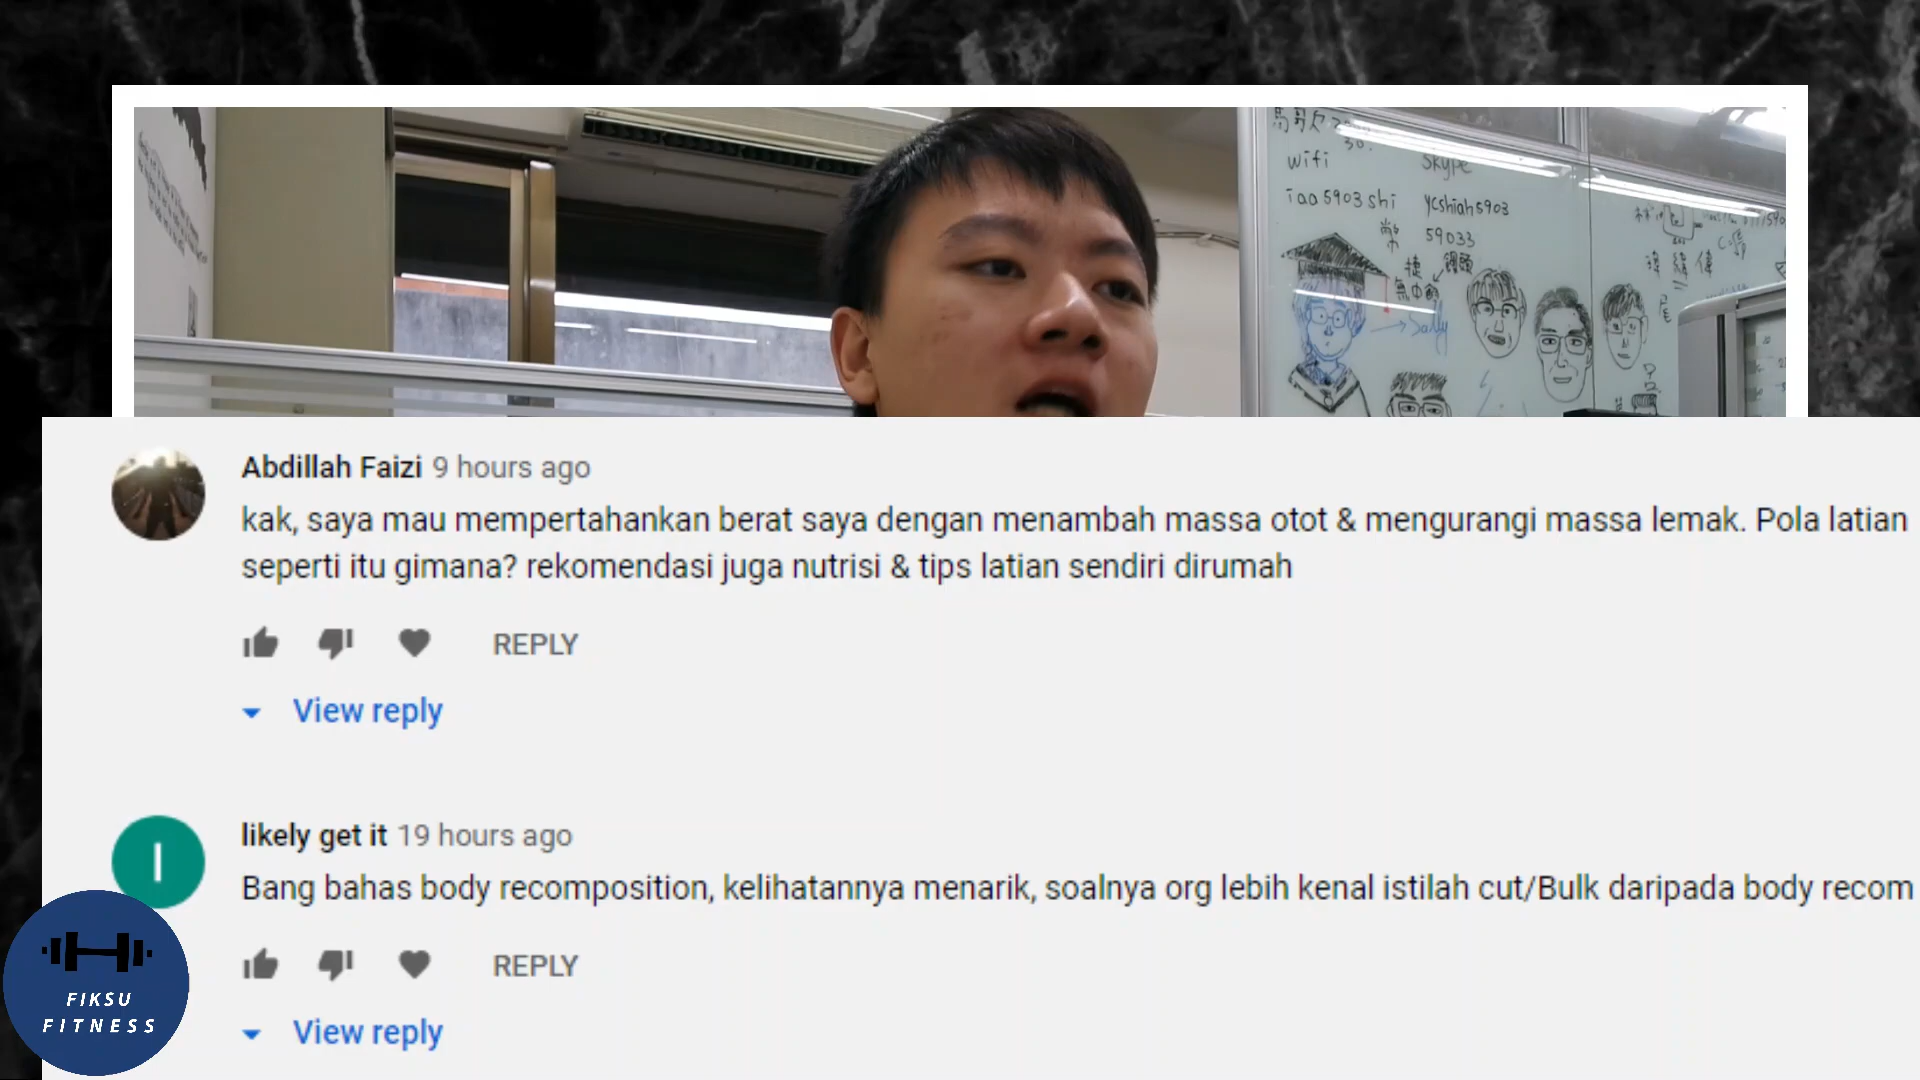 wifi
Skype
iaa5903shi
ycshiah5903
59033
Sally
Abdillah Faizi 9 hours ago
kak, saya mau mempertahankan berat saya dengan menambah massa otot & mengurangi massa lemak. Pola latian
seperti itu gimana? rekomendasi juga nutrisi & tips latian sendiri dirumah
REPLY
View reply
I
likely get it 19 hours ago
Bang bahas body recomposition, kelihatannya menarik, soalnya org lebih kenal istilah cut/Bulk daripada body recom
REPLY
View reply
FIKSU
FITNESS